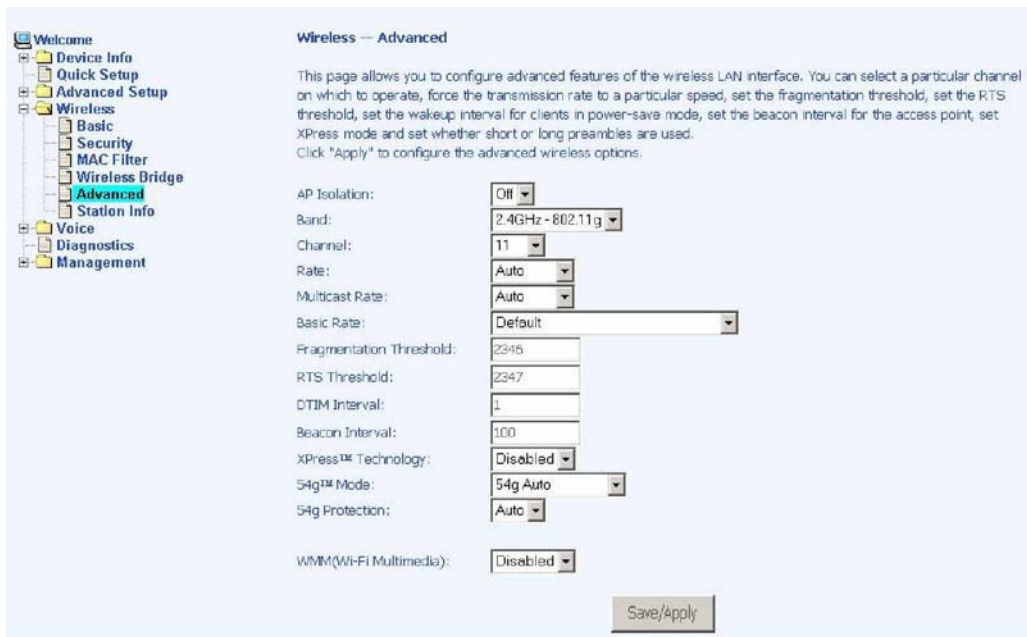 Welcome
Device Info
Quick Setup
Advanced Setup
Wireless
Basic
Security
MAC Filter
Wireless Bridge
Advanced
Station Info
Voice
Diagnostics
Management
Wireless -- Advanced
This page allows you to configure advanced features of the wireless LAN interface. You can select a particular channel
on which to operate, force the transmission rate to a particular speed, set the fragmentation threshold, set the RTS
threshold, set the wakeup interval for clients in power-save mode, set the beacon interval for the access point, set
XPress mode and set whether short or long preambles are used.
Click "Apply" to configure the advanced wireless options.
AP Isolation: Off
Band: 2.4GHz - 802.11g
Channel: 11
Rate: Auto
Multicast Rate: Auto
Basic Rate: Default
Fragmentation Threshold: 2346
RTS Threshold: 2347
DTIM Interval: 1
Beacon Interval: 100
XPress™ Technology: Disabled
54g™ Mode: 54g Auto
54g Protection: Auto
WMM(Wi-Fi Multimedia): Disabled
Save/Apply